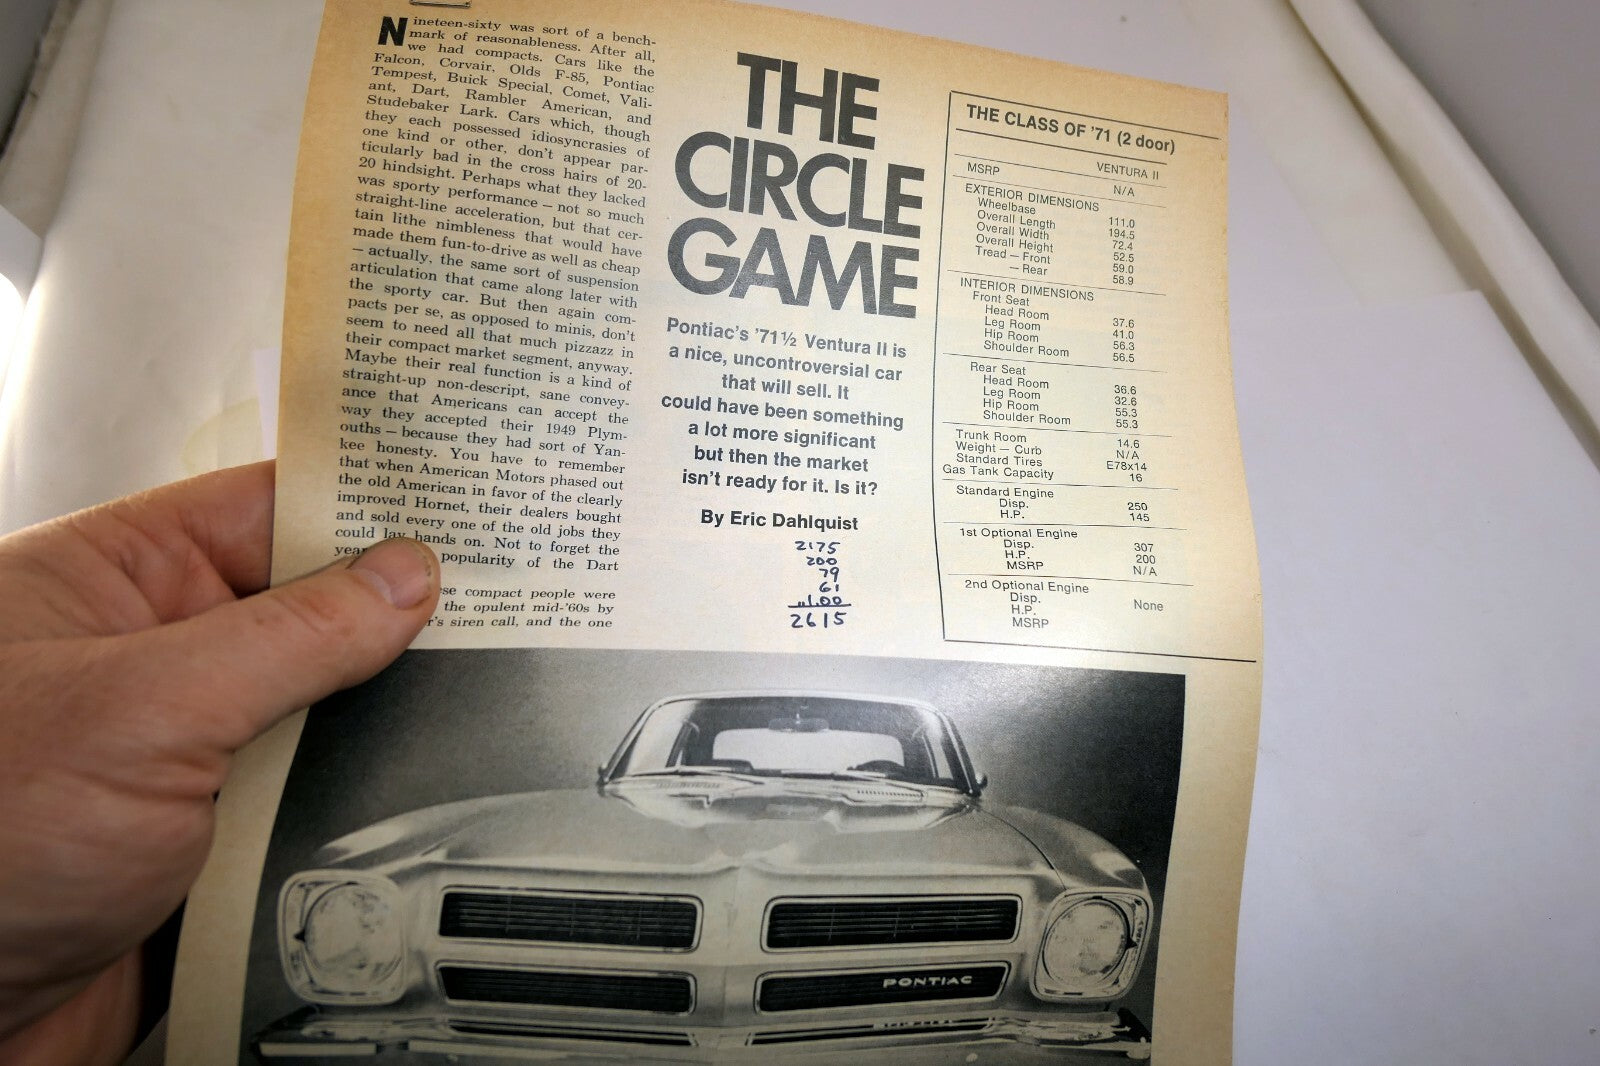 Nineteen-sixty was sort of a bench-
mark of reasonableness. After all,
we had compacts. Cars like the
Falcon, Corvair, Olds F-85, Pontiac
Tempest, Buick Special, Comet, Vali-
ant, Dart, Rambler American, and
Studebaker Lark. Cars which, though
they each possessed idiosyncrasies of
one kind or other, don't appear par-
ticularly bad in the cross hairs of 20-
20 hindsight. Perhaps what they lacked
was sporty performance — not so much
straight-line acceleration, but that cer-
tain lithe nimbleness that would have
made them fun-to-drive as well as cheap
— actually, the same sort of suspension
articulation that came along later with
the sporty car. But then again com-
pacts per se, as opposed to minis, don't
seem to need all that much pizzazz in
their compact market segment, anyway.
Maybe their real function is a kind of
straight-up non-descript, sane convey-
ance that Americans can accept the
way they accepted their 1949 Plym-
ouths — because they had sort of Yan-
kee honesty. You have to remember
that when American Motors phased out
the old American in favor of the clearly
improved Hornet, their dealers bought
and sold every one of the old jobs they
could lay hands on. Not to forget the
popularity of the Dart
compact people were
the opulent mid-'60s by
siren call, and the one
THE
CIRCLE
GAME
Pontiac's '71½ Ventura II is
a nice, uncontroversial car
that will sell. It
could have been something
a lot more significant
but then the market
isn't ready for it. Is it?
By Eric Dahlquist
2175
200
79
61
1.00
2615
THE CLASS OF '71 (2 door)
VENTURA II
MSRP N/A
EXTERIOR DIMENSIONS
Wheelbase 111.0
Overall Length 194.5
Overall Width 72.4
Overall Height 52.5
Tread — Front 59.0
— Rear 58.9
INTERIOR DIMENSIONS
Front Seat
Head Room 37.6
Leg Room 41.0
Hip Room 56.3
Shoulder Room 56.5
Rear Seat
Head Room 36.6
Leg Room 32.6
Hip Room 55.3
Shoulder Room 55.3
Trunk Room 14.6
Weight — Curb N/A
Standard Tires E78x14
Gas Tank Capacity 16
Standard Engine
Disp. 250
H.P. 145
1st Optional Engine
Disp. 307
H.P. 200
MSRP N/A
2nd Optional Engine
Disp. None
H.P.
MSRP
PONTIAC